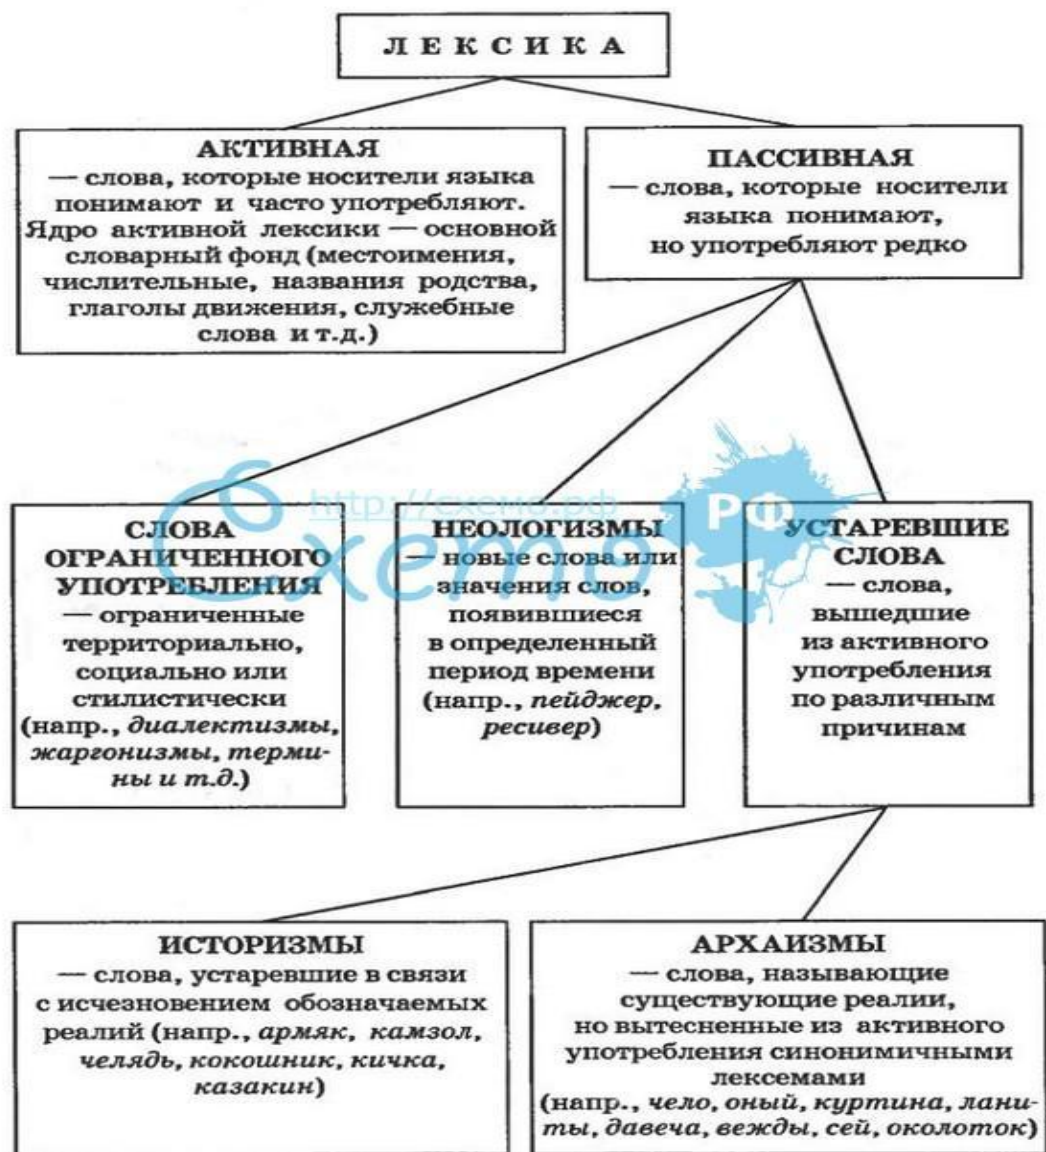 ЛЕКСИКА
АКТИВНАЯ
— слова, которые носители языка
понимают и часто употребляют.
Ядро активной лексики — основной
словарный фонд (местоимения,
числительные, названия родства,
глаголы движения, служебные
слова и т.д.)
ПАССИВНАЯ
— слова, которые носители
языка понимают,
но употребляют редко
http://схемо.рф
Схемо
РФ
СЛОВА
ОГРАНИЧЕННОГО
УПОТРЕБЛЕНИЯ
— ограниченные
территориально,
социально или
стилистически
(напр., диалектизмы,
жаргонизмы, терми-
ны и т.д.)
НЕОЛОГИЗМЫ
— новые слова или
значения слов,
появившиеся
в определенный
период времени
(напр., пейджер,
ресивер)
УСТАРЕВШИЕ
СЛОВА
— слова,
вышедшие
из активного
употребления
по различным
причинам
ИСТОРИЗМЫ
— слова, устаревшие в связи
с исчезновением обозначаемых
реалий (напр., армяк, камзол,
челядь, кокошник, кичка,
казакин)
АРХАИЗМЫ
— слова, называющие
существующие реалии,
но вытесненные из активного
употребления синонимичными
лексемами
(напр., чело, оный, куртина, лани-
ты, давеча, вежды, сей, околоток)